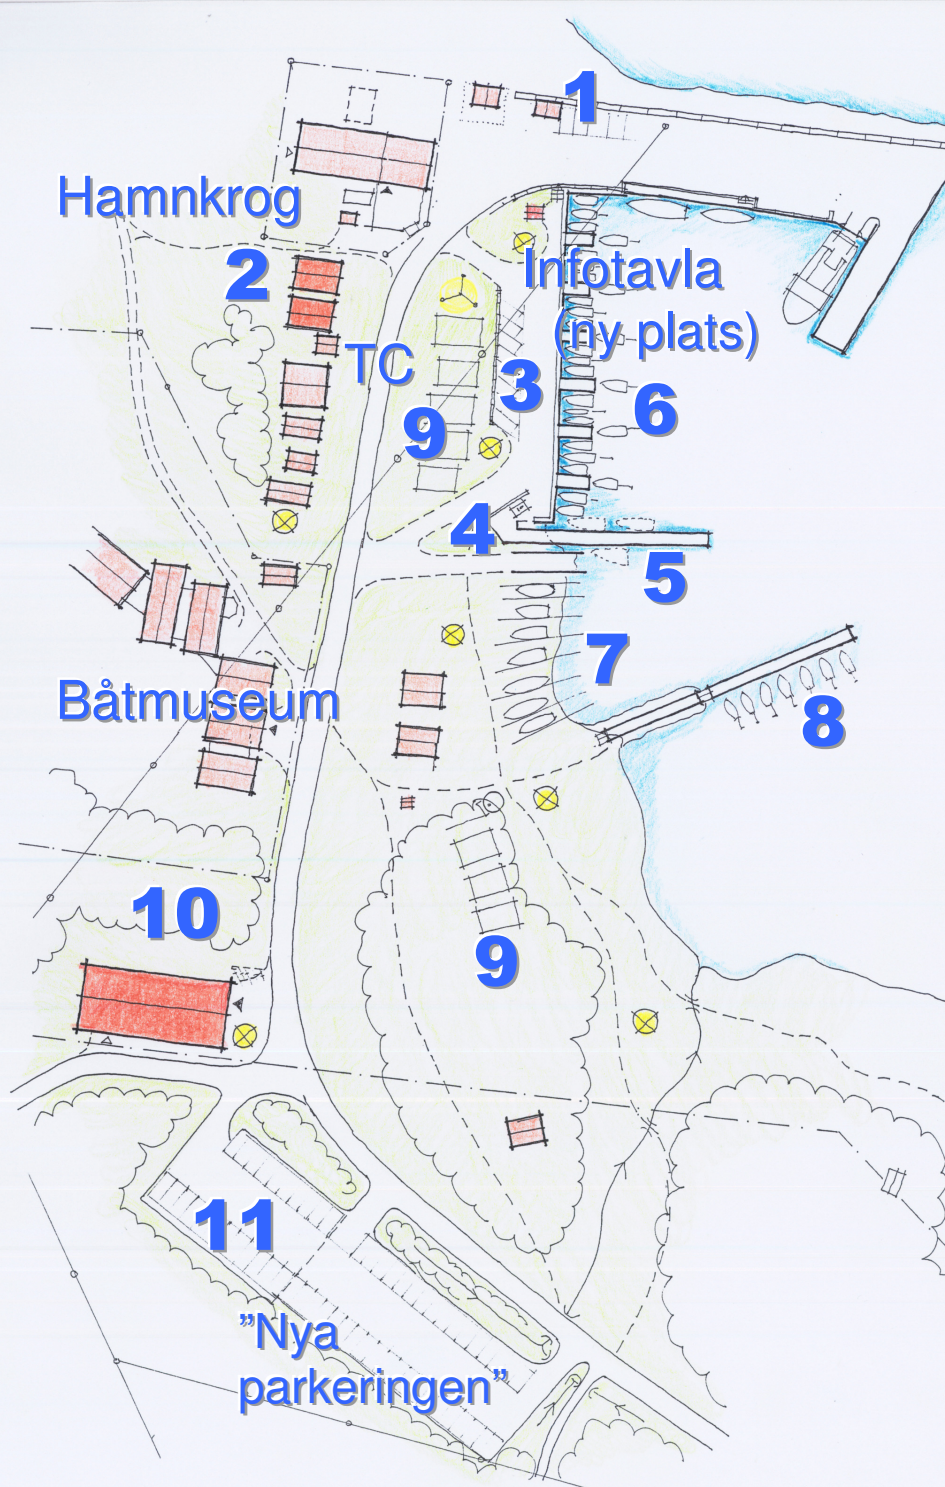 1
Hamnkrog
2
Infotavla
(ny plats)
TC
3
6
9
4
5
7
Båtmuseum
8
10
9
11
”Nya
parkeringen”